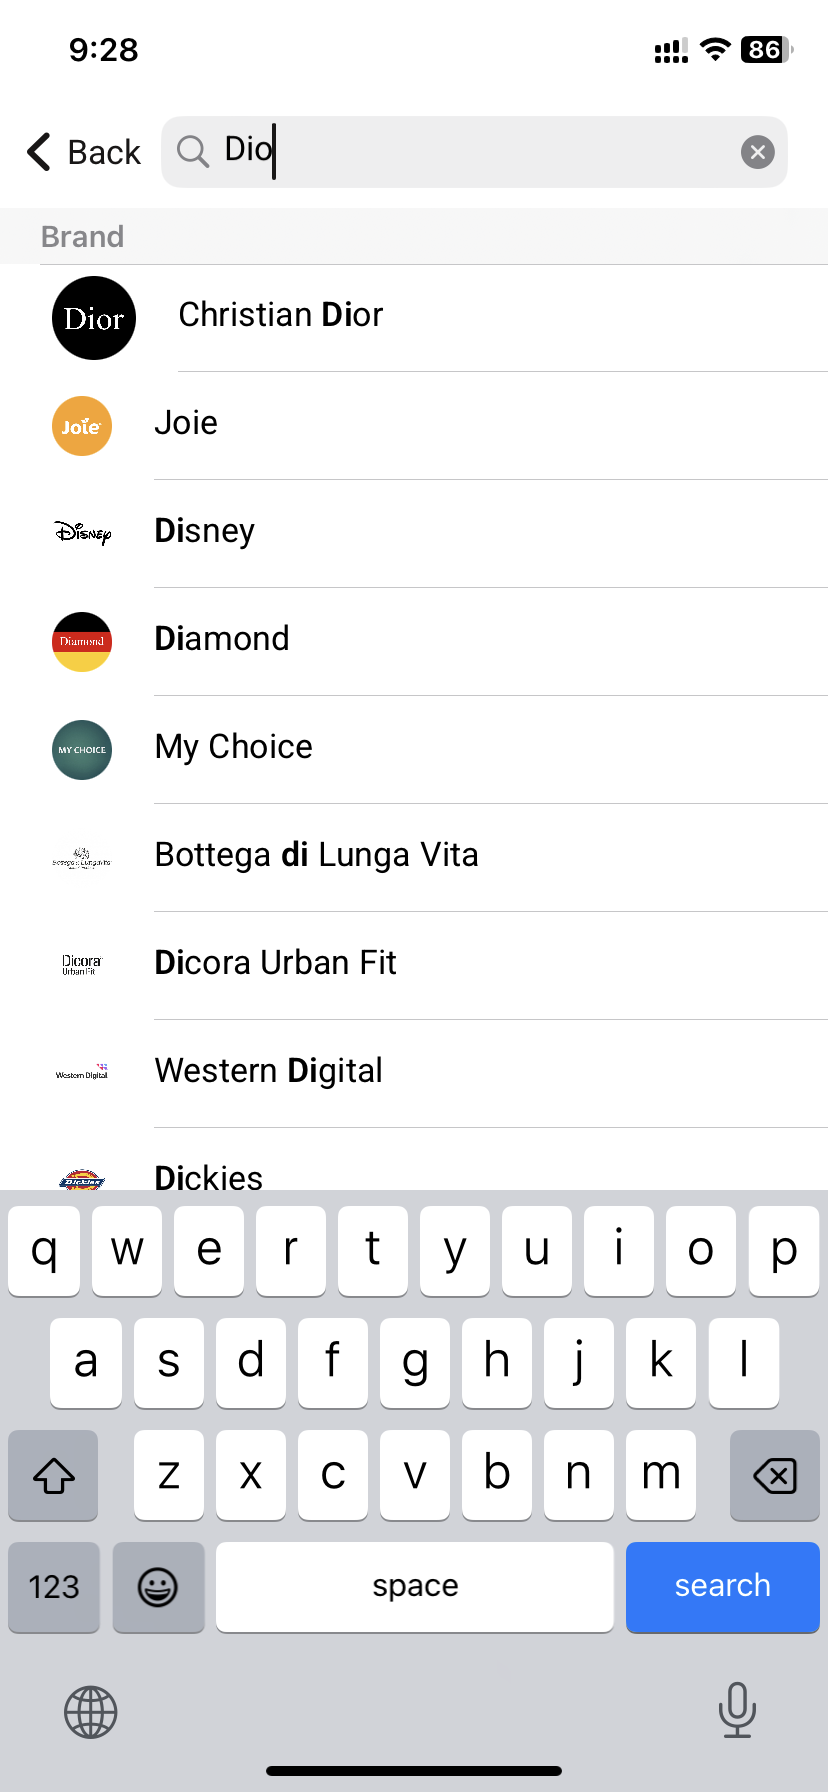 9:28
86
Back
Dio
Brand
Dior
Christian Dior
Joie
Joie
Disney
Disney
Diamond
Diamond
MY CHOICE
My Choice
Bottega di Lunga Vita
Dicora
Urban Fit
Dicora Urban Fit
Western Digital
Western Digital
Dickies
Dickies
q w e r t y u i o p
a s d f g h j k l
z x c v b n m
123
space
search